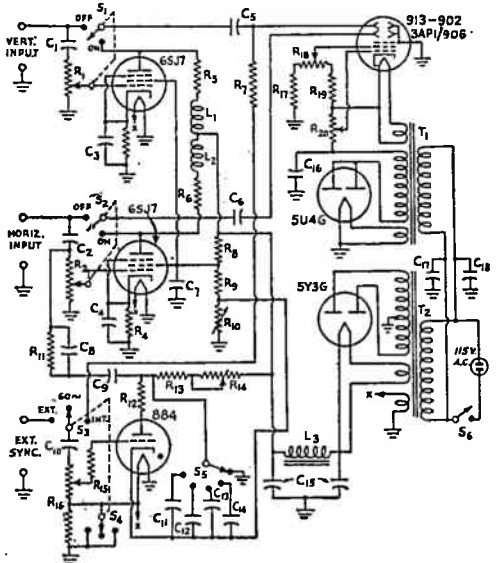 VERT. INPUT
C1
OFF
S1
ON
R1
6SJ7
C3
X
R5
L1
L2
R6
C5
R7
913-902
3AP1/906
R18
R17
R19
R20
C16
T1
5U4G
HORIZ. INPUT
C2
OFF
S2
ON
6SJ7
C4
R4
X
C6
C7
R8
R9
R10
C17
C18
5Y3G
T2
115V. A.C.
X
S6
R11
C8
C9
R13
R14
R12
884
X
EXT.
60~
INT.
S3
EXT. SYNC.
C10
R15
R16
S4
S5
C11
C12
C13
C14
L3
C15